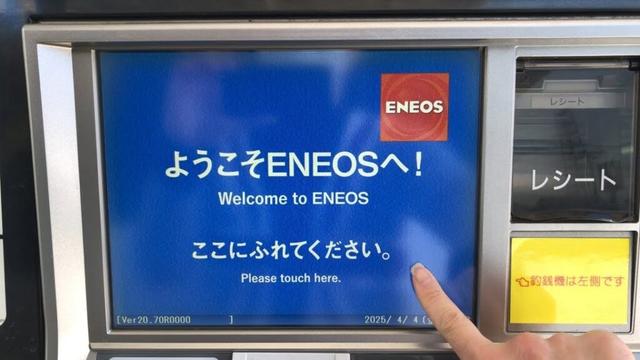 ENEOS
ようこそENEOSへ!
Welcome to ENEOS
ここにふれてください。
Please touch here.
[Ver20.70R0000 ]
2025/ 4/ 4(
レシート
レシート
釣銭機は左側です